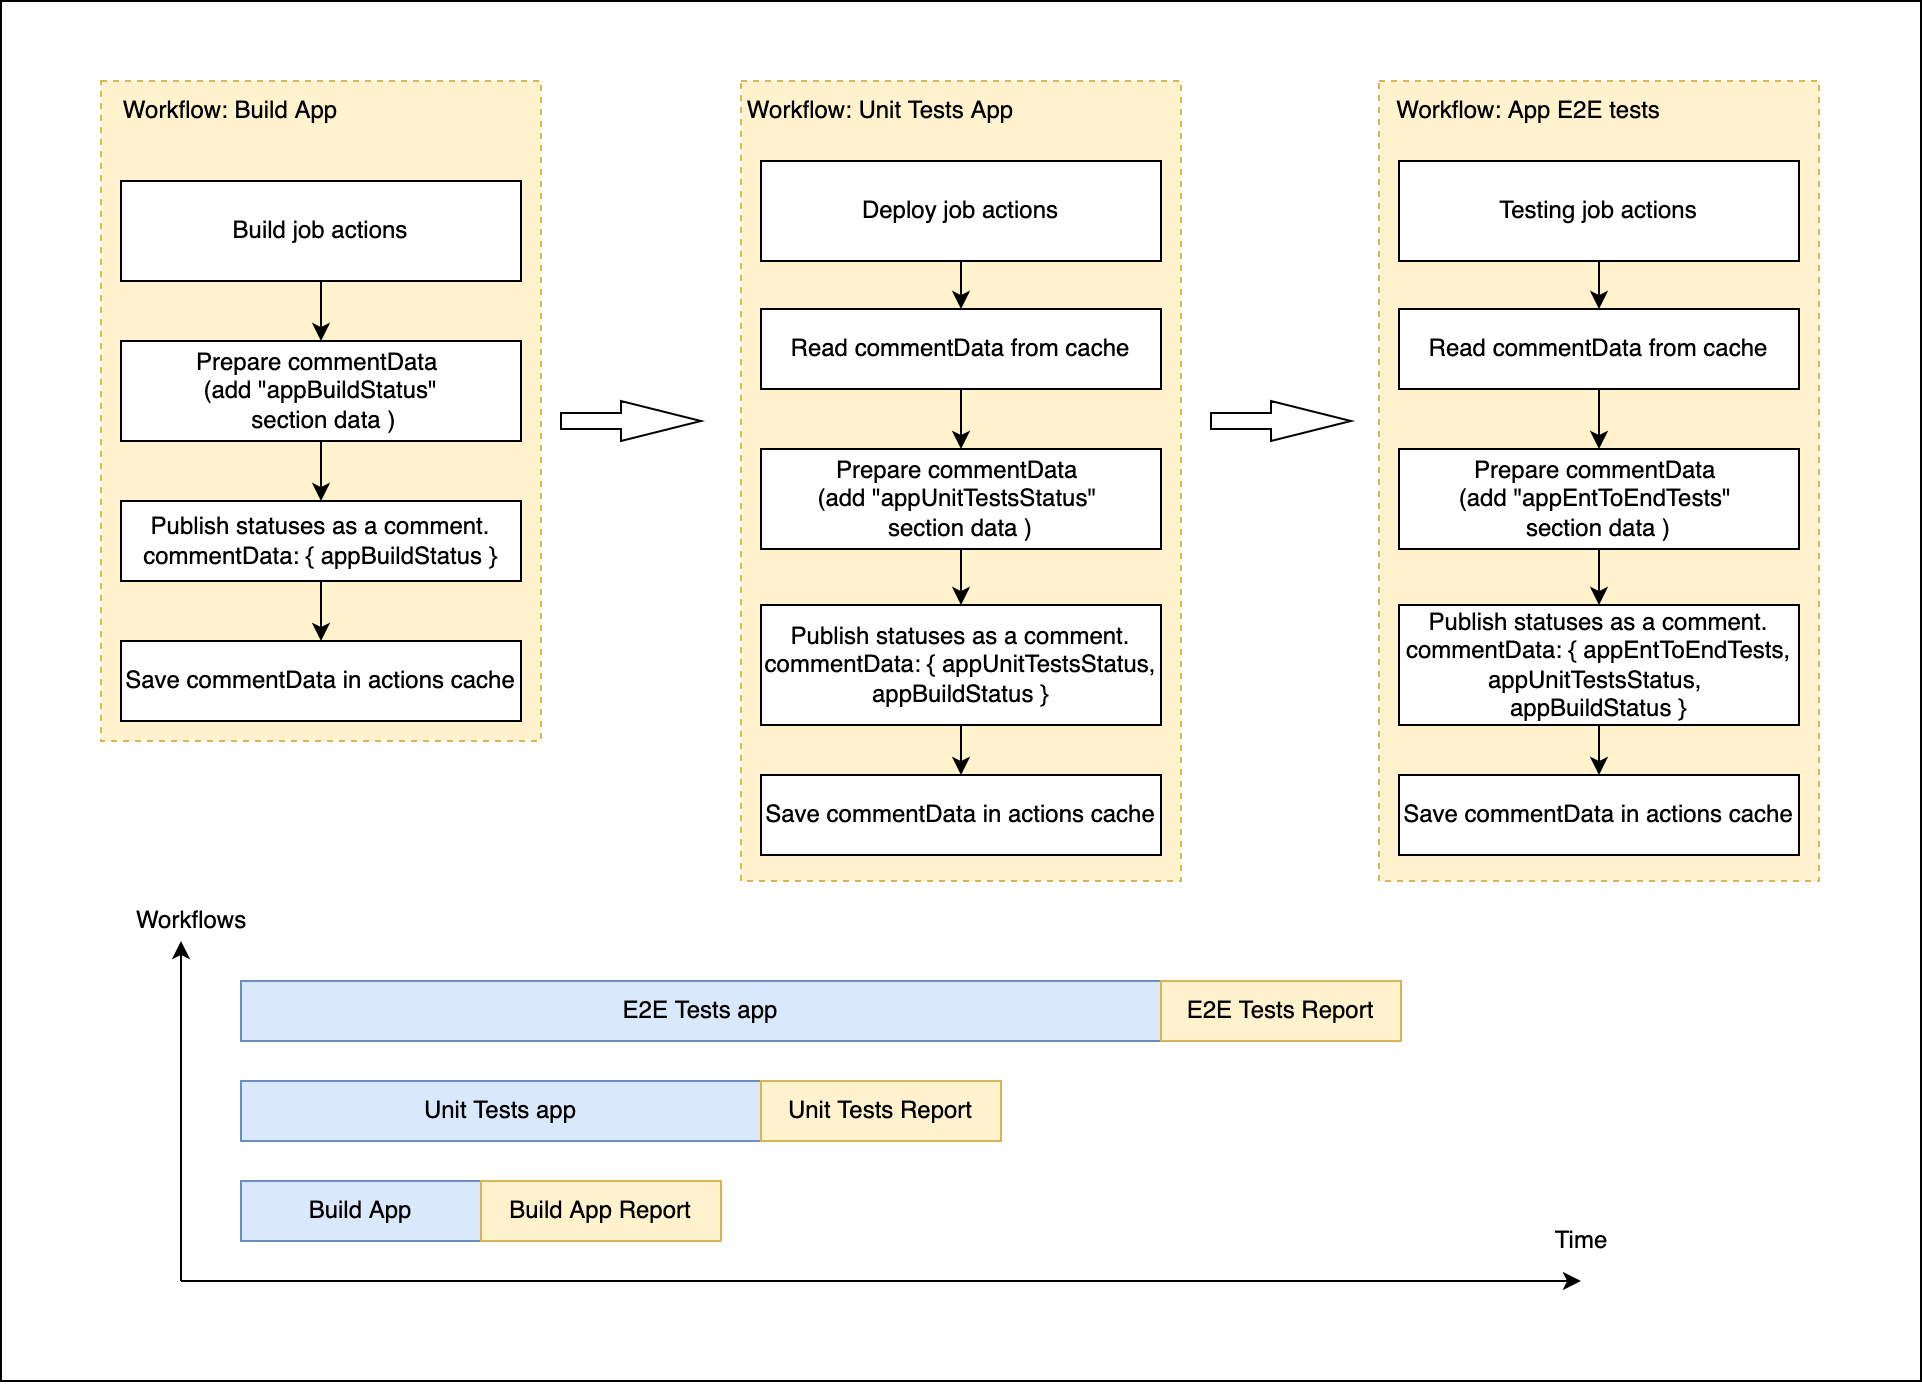 Workflow: Build App
Build job actions
Prepare commentData
(add "appBuildStatus"
section data )
Publish statuses as a comment.
commentData: { appBuildStatus }
Save commentData in actions cache
Workflow: Unit Tests App
Deploy job actions
Read commentData from cache
Prepare commentData
(add "appUnitTestsStatus"
section data )
Publish statuses as a comment.
commentData: { appUnitTestsStatus,
appBuildStatus }
Save commentData in actions cache
Workflow: App E2E tests
Testing job actions
Read commentData from cache
Prepare commentData
(add "appEntToEndTests"
section data )
Publish statuses as a comment.
commentData: { appEntToEndTests,
appUnitTestsStatus,
appBuildStatus }
Save commentData in actions cache
Workflows
E2E Tests app
E2E Tests Report
Unit Tests app
Unit Tests Report
Build App
Build App Report
Time